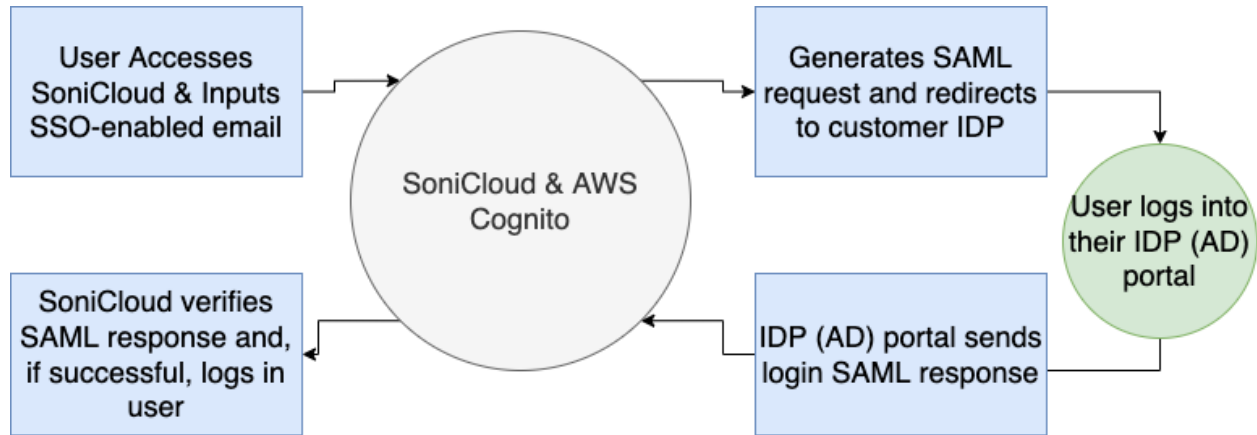 User Accesses
SoniCloud & Inputs
SSO-enabled email
SoniCloud & AWS
Cognito
Generates SAML
request and redirects
to customer IDP
User logs into
their IDP (AD)
portal
IDP (AD) portal sends
login SAML response
SoniCloud verifies
SAML response and,
if successful, logs in
user